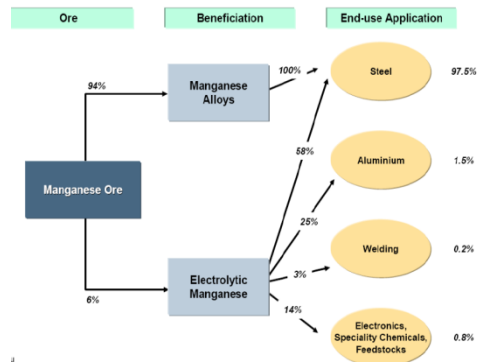 Ore
Beneficiation
End-use Application
94%
Manganese
Alloys
100%
Steel
97.5%
58%
Manganese Ore
Aluminium
1.5%
25%
Welding
0.2%
3%
Electrolytic
Manganese
6%
14%
Electronics,
Speciality Chemicals,
Feedstocks
0.8%